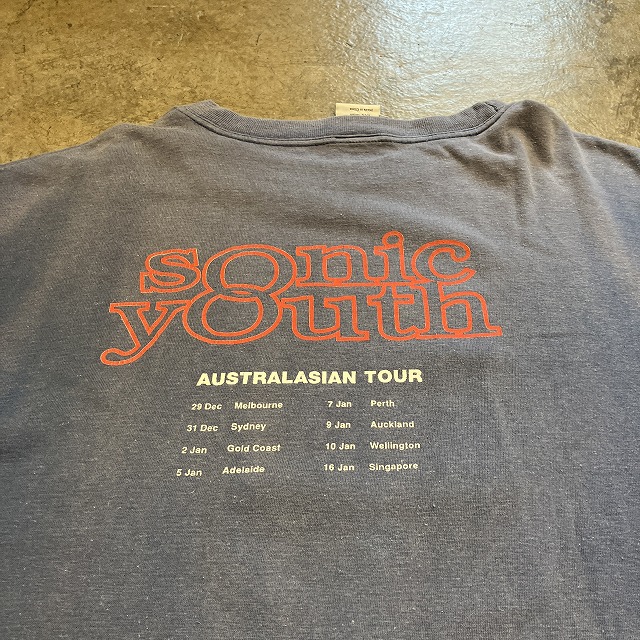 sonic
youth
AUSTRALASIAN TOUR
29 Dec Melbourne
31 Dec Sydney
2 Jan Gold Coast
5 Jan Adelaide
7 Jan Perth
9 Jan Auckland
10 Jan Wellington
16 Jan Singapore